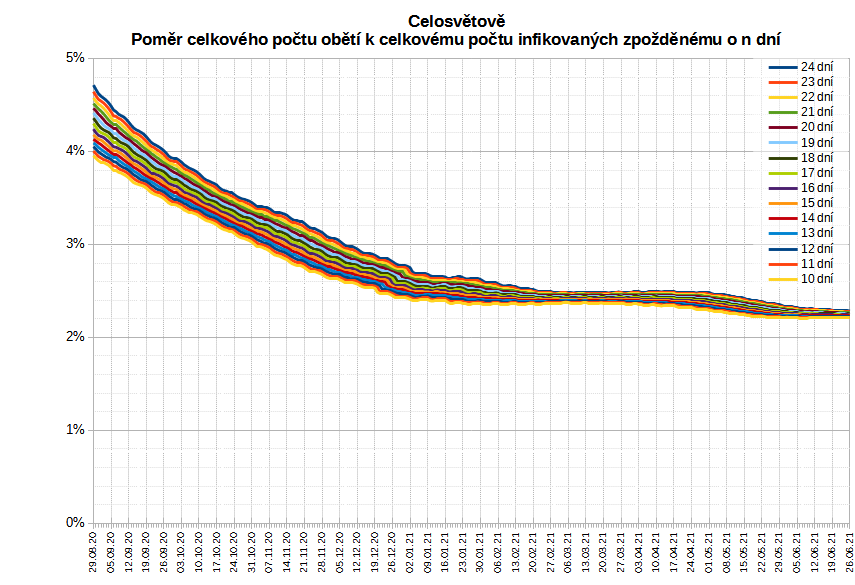 Celosvětově
Poměr celkového počtu obětí k celkovému počtu infikovaných zpožděnému o n dní
5%
4%
3%
2%
1%
0%
24 dní
23 dní
22 dní
21 dní
20 dní
19 dní
18 dní
17 dní
16 dní
15 dní
14 dní
13 dní
12 dní
11 dní
10 dní
29.08.20
05.09.20
12.09.20
19.09.20
26.09.20
03.10.20
10.10.20
17.10.20
24.10.20
31.10.20
07.11.20
14.11.20
21.11.20
28.11.20
05.12.20
12.12.20
19.12.20
26.12.20
02.01.21
09.01.21
16.01.21
23.01.21
30.01.21
06.02.21
13.02.21
20.02.21
27.02.21
06.03.21
13.03.21
20.03.21
27.03.21
03.04.21
10.04.21
17.04.21
24.04.21
01.05.21
08.05.21
15.05.21
22.05.21
29.05.21
05.06.21
12.06.21
19.06.21
26.06.21